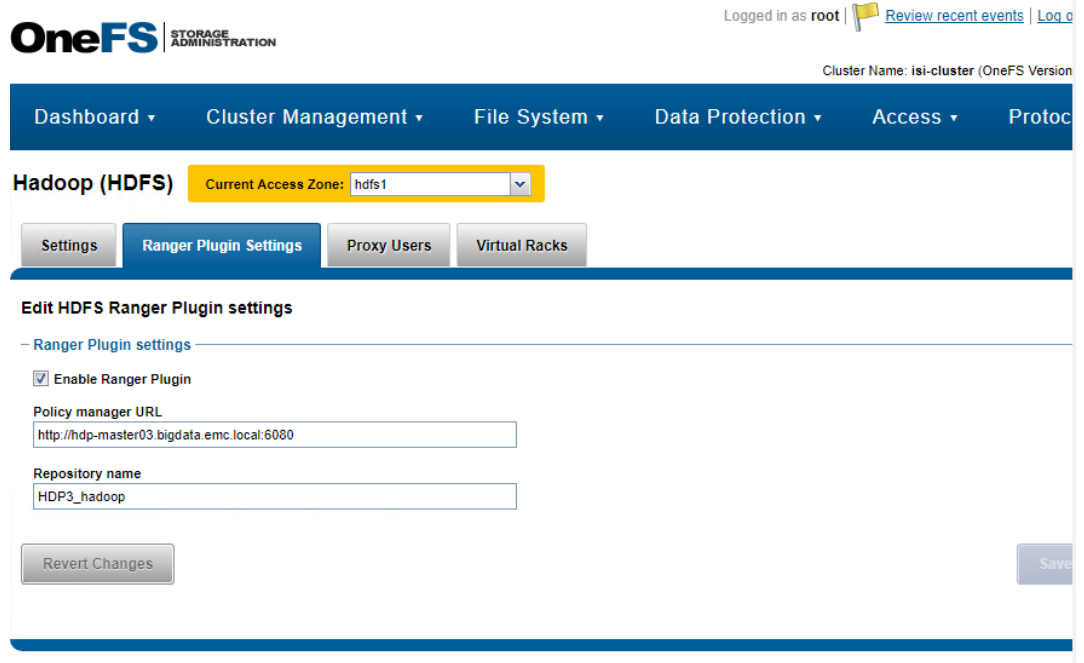 Logged in as root | Review recent events | Log o
OneFS STORAGE ADMINISTRATION
Cluster Name: isi-cluster (OneFS Version
Dashboard Cluster Management File System Data Protection Access Protoc
Hadoop (HDFS) Current Access Zone: hdfs1
Settings Ranger Plugin Settings Proxy Users Virtual Racks
Edit HDFS Ranger Plugin settings
Ranger Plugin settings
Enable Ranger Plugin
Policy manager URL
http://hdp-master03.bigdata.emc.local:6080
Repository name
HDP3_hadoop
Revert Changes Save